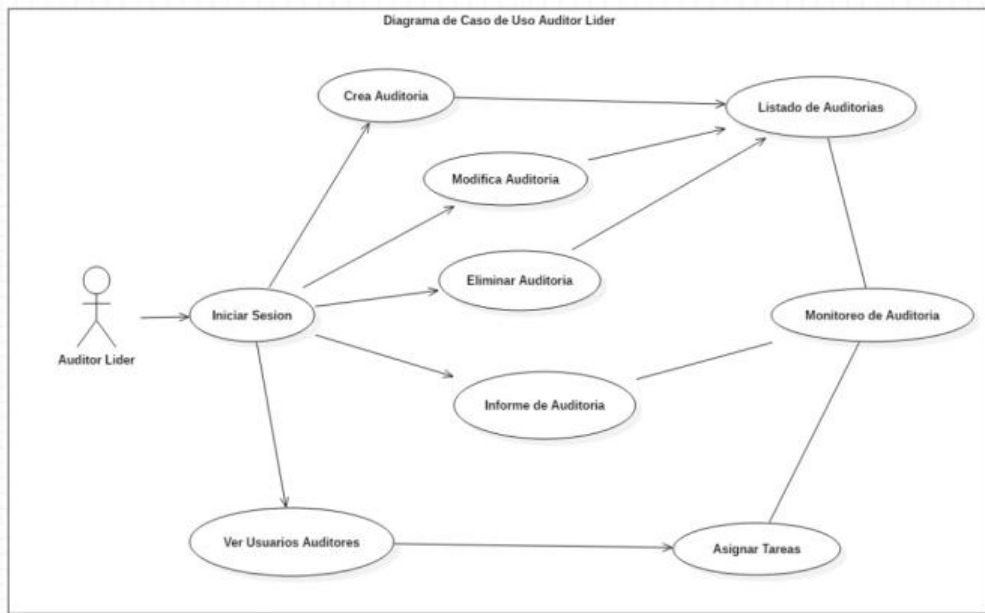 Diagrama de Caso de Uso Auditor Lider
Crea Auditoria
Listado de Auditorias
Modifica Auditoria
Eliminar Auditoria
Iniciar Sesion
Monitoreo de Auditoria
Auditor Lider
Informe de Auditoria
Ver Usuarios Auditores
Asignar Tareas